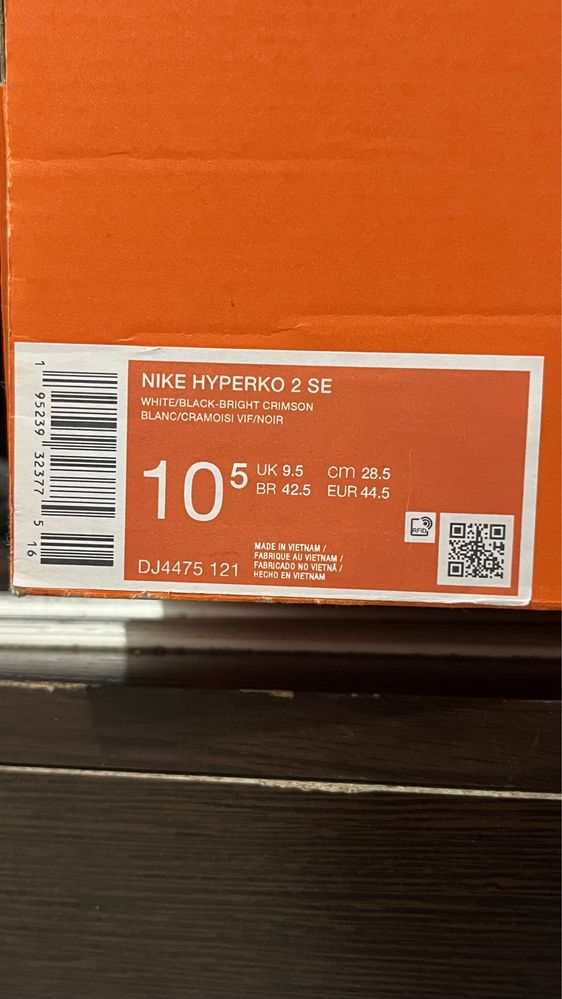 NIKE HYPERKO 2 SE
WHITE/BLACK-BRIGHT CRIMSON
BLANC/CRAMOISI VIF/NOIR
10⁵
UK 9.5 cm 28.5
BR 42.5 EUR 44.5
RFID
DJ4475 121
MADE IN VIETNAM /
FABRIQUE AU VIETNAM /
FABRICADO NO VIETNÃ /
HECHO EN VIETNAM
1 95239 32377 5 16